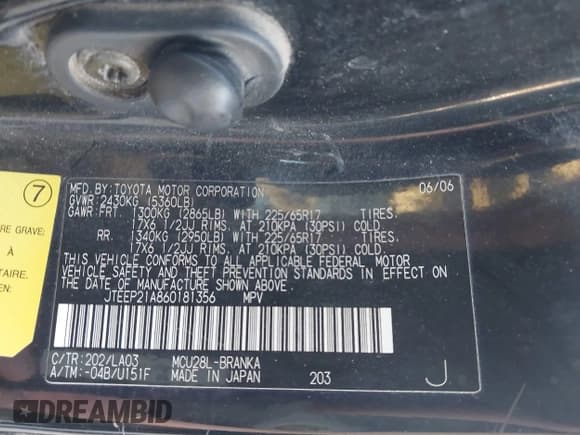 7
RE GRAVE:
À
TAIRE.
TEN:
MFD.BY:TOYOTA MOTOR CORPORATION 06/06
GVWR:2430KG (5360LB)
GAWR:FRT. 1300KG (2865LB) WITH 225/65R17 TIRES.
17X6 1/2JJ RIMS. AT 210KPA (30PSI) COLD.
RR. 1340KG (2950LB) WITH 225/65R17 TIRES.
17X6 1/2JJ RIMS. AT 210KPA (30PSI) COLD.
THIS VEHICLE CONFORMS TO ALL APPLICABLE FEDERAL MOTOR
VEHICLE SAFETY AND THEFT PREVENTION STANDARDS IN EFFECT ON
THE DATE OF MANUFACTURE SHOWN ABOVE.
JTEEP21A860181356 MPV
C/TR:202/LA03 MCU28L-BRANKA
A/TM:-04B/U151F MADE IN JAPAN 203 J
DREAMBID